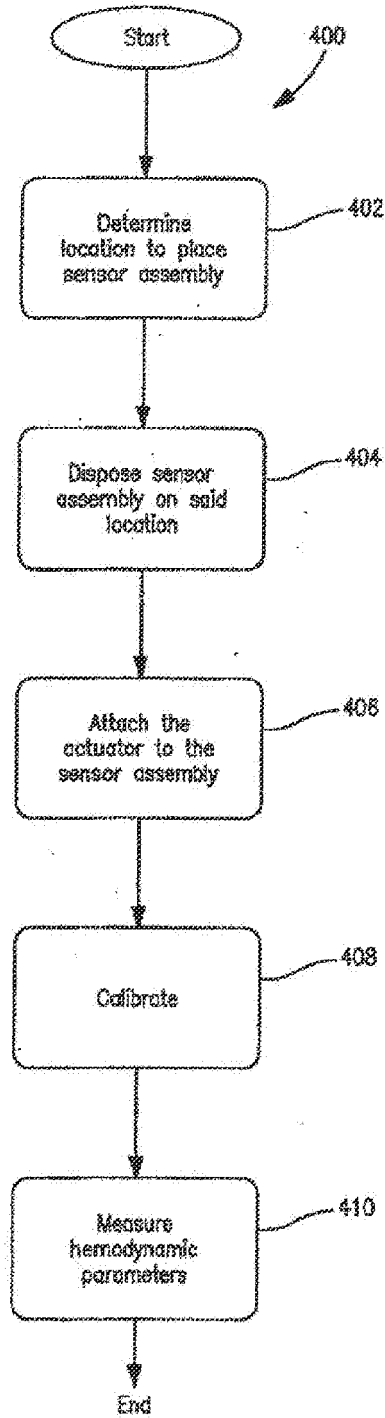 Start
400
Determine
location to place
sensor assembly
402
Dispose sensor
assembly on said
location
404
Attach the
actuator to the
sensor assembly
406
Calibrate
408
Measure
hemodynamic
parameters
410
End